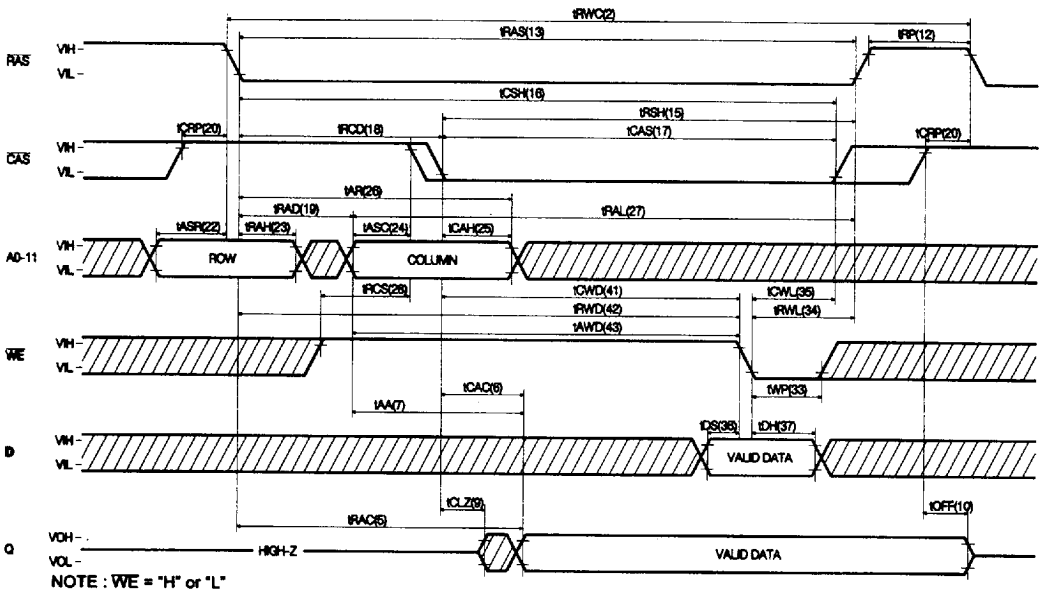 tRWC(2)
tRAS(13)
tRP(12)
RAS
VIH
VIL
tCSH(16)
tRSH(15)
tCRP(20)
tRCD(18)
tCAS(17)
tCRP(20)
CAS
VIH
VIL
tAR(26)
tRAD(19)
tRAL(27)
tASR(22)
tRAH(23)
tASC(24)
tCAH(25)
A0-11
VIH
VIL
ROW
COLUMN
tRCS(28)
tCWD(41)
tCWL(35)
tRWD(42)
tRWL(34)
tAWD(43)
WE
VIH
VIL
tCAC(6)
tWP(33)
tAA(7)
tDS(36)
tDH(37)
D
VIH
VIL
VALID DATA
tCLZ(9)
tOFF(10)
tRAC(5)
Q
VOH
VOL
HIGH-Z
VALID DATA
NOTE : WE = "H" or "L"